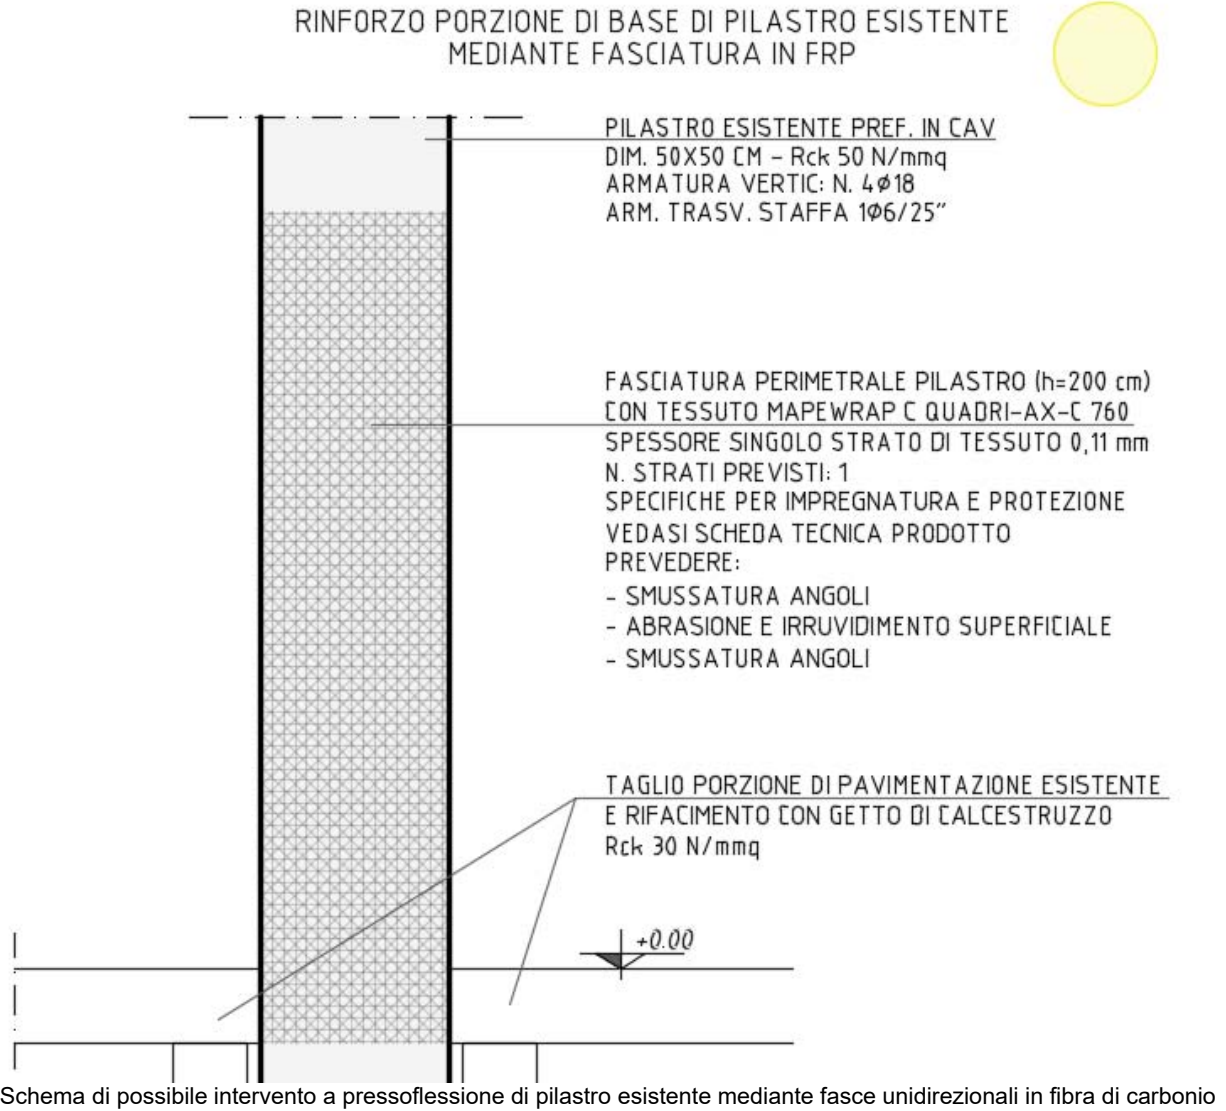 RINFORZO PORZIONE DI BASE DI PILASTRO ESISTENTE
MEDIANTE FASCIATURA IN FRP
PILASTRO ESISTENTE PREF. IN CAV
DIM. 50X50 CM - Rck 50 N/mmq
ARMATURA VERTIC: N. 4ø18
ARM. TRASV. STAFFA 1ø6/25"
FASCIATURA PERIMETRALE PILASTRO (h=200 cm)
CON TESSUTO MAPEWRAP C QUADRI-AX-C 760
SPESSORE SINGOLO STRATO DI TESSUTO 0,11 mm
N. STRATI PREVISTI: 1
SPECIFICHE PER IMPREGNATURA E PROTEZIONE
VEDASI SCHEDA TECNICA PRODOTTO
PREVEDERE:
- SMUSSATURA ANGOLI
- ABRASIONE E IRRUVIDIMENTO SUPERFICIALE
- SMUSSATURA ANGOLI
TAGLIO PORZIONE DI PAVIMENTAZIONE ESISTENTE
E RIFACIMENTO CON GETTO DI CALCESTRUZZO
Rck 30 N/mmq
+0.00
Schema di possibile intervento a pressoflessione di pilastro esistente mediante fasce unidirezionali in fibra di carbonio